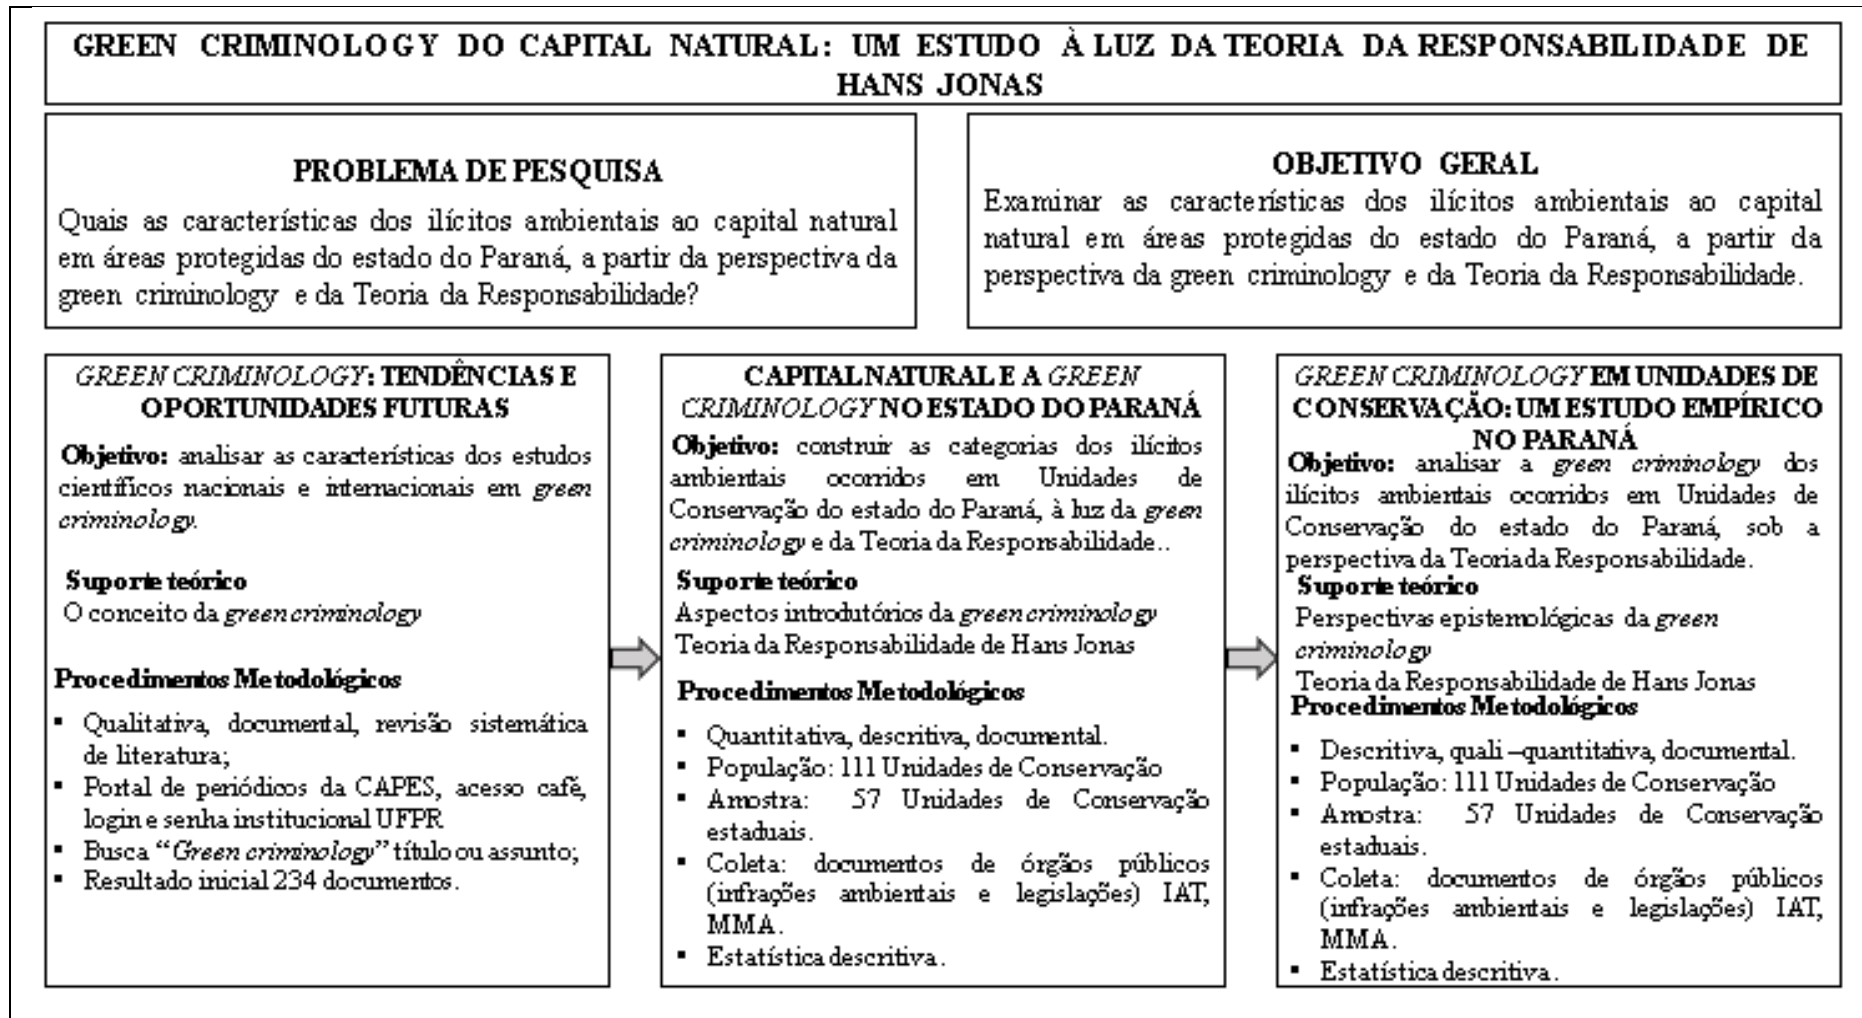 GREEN CRIMINOLOGY DO CAPITAL NATURAL: UM ESTUDO À LUZ DA TEORIA DA RESPONSABILIDADE DE
HANS JONAS
PROBLEMA DE PESQUISA
Quais as características dos ilícitos ambientais ao capital natural
em áreas protegidas do estado do Paraná, a partir da perspectiva da
green criminology e da Teoria da Responsabilidade?
OBJETIVO GERAL
Examinar as características dos ilícitos ambientais ao capital
natural em áreas protegidas do estado do Paraná, a partir da
perspectiva da green criminology e da Teoria da Responsabilidade.
GREEN CRIMINOLOGY: TENDÊNCIAS E
OPORTUNIDADES FUTURAS
Objetivo: analisar as características dos estudos
científicos nacionais e internacionais em green
criminology.
Suporte teórico
O conceito da green criminology
Procedimentos Metodológicos
▪ Qualitativa, documental, revisão sistemática
de literatura;
▪ Portal de periódicos da CAPES, acesso café,
login e senha institucional UFPR
▪ Busca “Green criminology” título ou assunto;
▪ Resultado inicial 234 documentos.
CAPITAL NATURAL E A GREEN
CRIMINOLOGY NO ESTADO DO PARANÁ
Objetivo: construir as categorias dos ilícitos
ambientais ocorridos em Unidades de
Conservação do estado do Paraná, à luz da green
criminology e da Teoria da Responsabilidade..
Suporte teórico
Aspectos introdutórios da green criminology
Teoria da Responsabilidade de Hans Jonas
Procedimentos Metodológicos
▪ Quantitativa, descritiva, documental.
▪ População: 111 Unidades de Conservação
▪ Amostra: 57 Unidades de Conservação
estaduais.
▪ Coleta: documentos de órgãos públicos
(infrações ambientais e legislações) IAT,
MMA.
▪ Estatística descritiva.
GREEN CRIMINOLOGY EM UNIDADES DE
CONSERVAÇÃO: UM ESTUDO EMPÍRICO
NO PARANÁ
Objetivo: analisar a green criminology dos
ilícitos ambientais ocorridos em Unidades de
Conservação do estado do Paraná, sob a
perspectiva da Teoria da Responsabilidade.
Suporte teórico
Perspectivas epistemológicas da green
criminology
Teoria da Responsabilidade de Hans Jonas
Procedimentos Metodológicos
▪ Descritiva, quali –quantitativa, documental.
▪ População: 111 Unidades de Conservação
▪ Amostra: 57 Unidades de Conservação
estaduais.
▪ Coleta: documentos de órgãos públicos
(infrações ambientais e legislações) IAT,
MMA.
▪ Estatística descritiva.